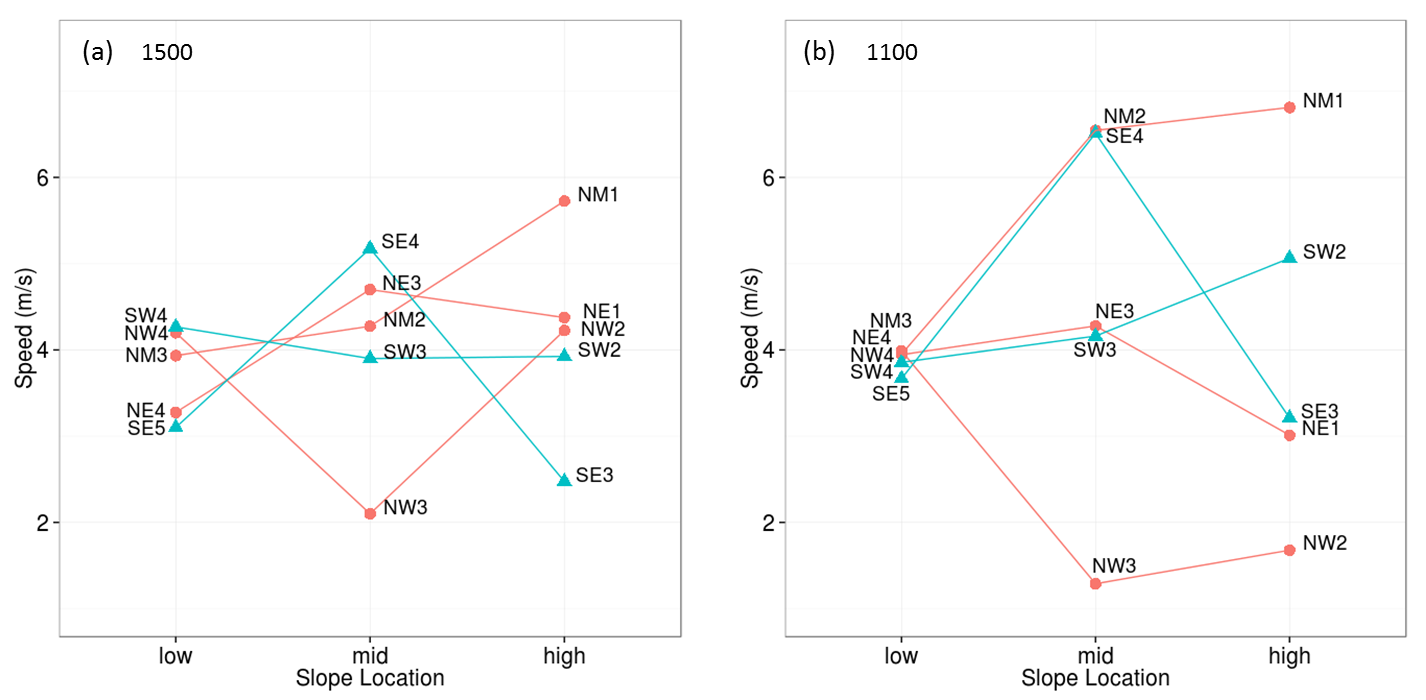 (a) 1500
Speed (m/s)
6
4
2
NM1
SE4
NE3
NE1
NM2
NW2
SW4
NW4
SW3
SW2
NM3
NE4
SE5
SE3
NW3
low mid high
Slope Location
(b) 1100
Speed (m/s)
6
4
2
NM1
NM2
SE4
SW2
NM3
NE3
NE4
SW3
NW4
SW4
SE5
SE3
NE1
NW3
NW2
low mid high
Slope Location